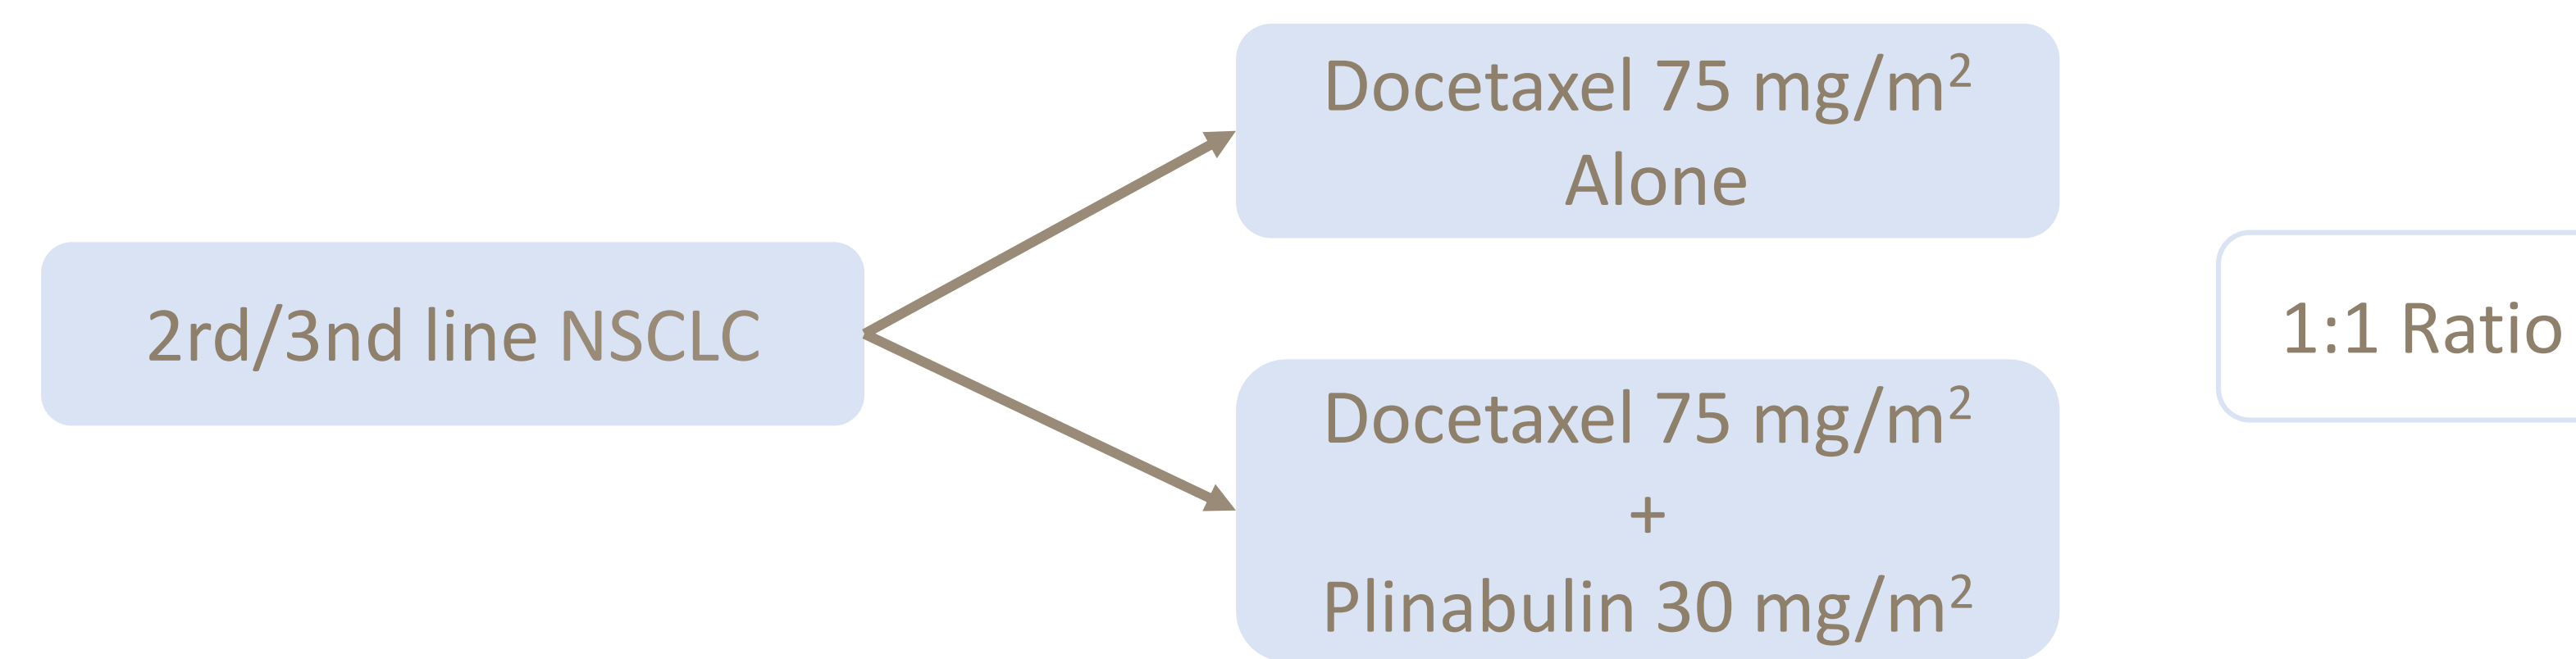 Docetaxel 75 mg/m²
Alone
2rd/3nd line NSCLC
1:1 Ratio
Docetaxel 75 mg/m²
+
Plinabulin 30 mg/m²